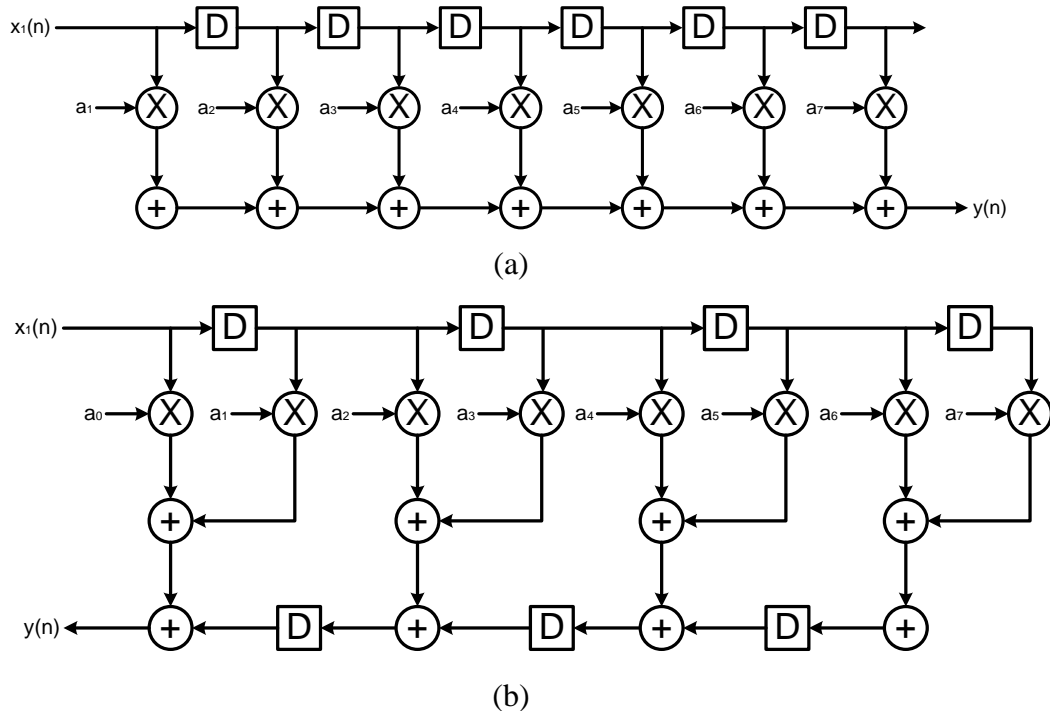 x₁(n) D D D D D D
a₁ X a₂ X a₃ X a₄ X a₅ X a₆ X a₇ X
+ + + + + + + y(n)
(a)
x₁(n) D D D D
a₀ X a₁ X a₂ X a₃ X a₄ X a₅ X a₆ X a₇ X
+ + + +
y(n) + D + D + D +
(b)